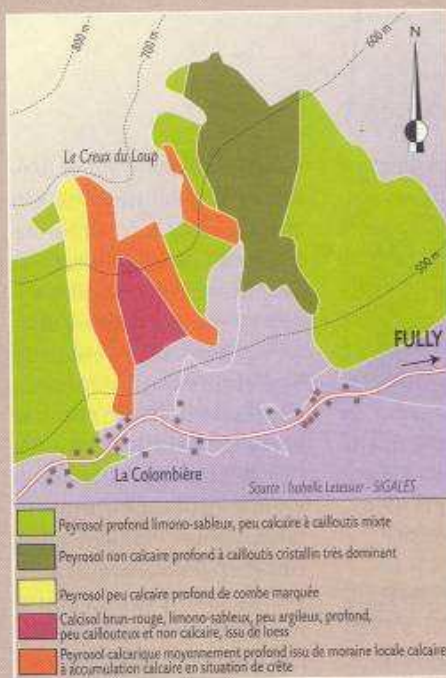 800 m
700 m
600 m
N
Le Creux du Loup
500 m
FULLY
La Colombière
Source : Isabelle Letessier - SIGALES
Peyrosol profond limono-sableux, peu calcaire à cailloutis mixte
Peyrosol non calcaire profond à cailloutis cristallin très dominant
Peyrosol peu calcaire profond de combe marquée
Calcisol brun-rouge, limono-sableux, peu argileux, profond,
peu caillouteux et non calcaire, issu de loess
Peyrosol calcarique moyennement profond issu de moraine locale calcaire
à accumulation calcaire en situation de crête